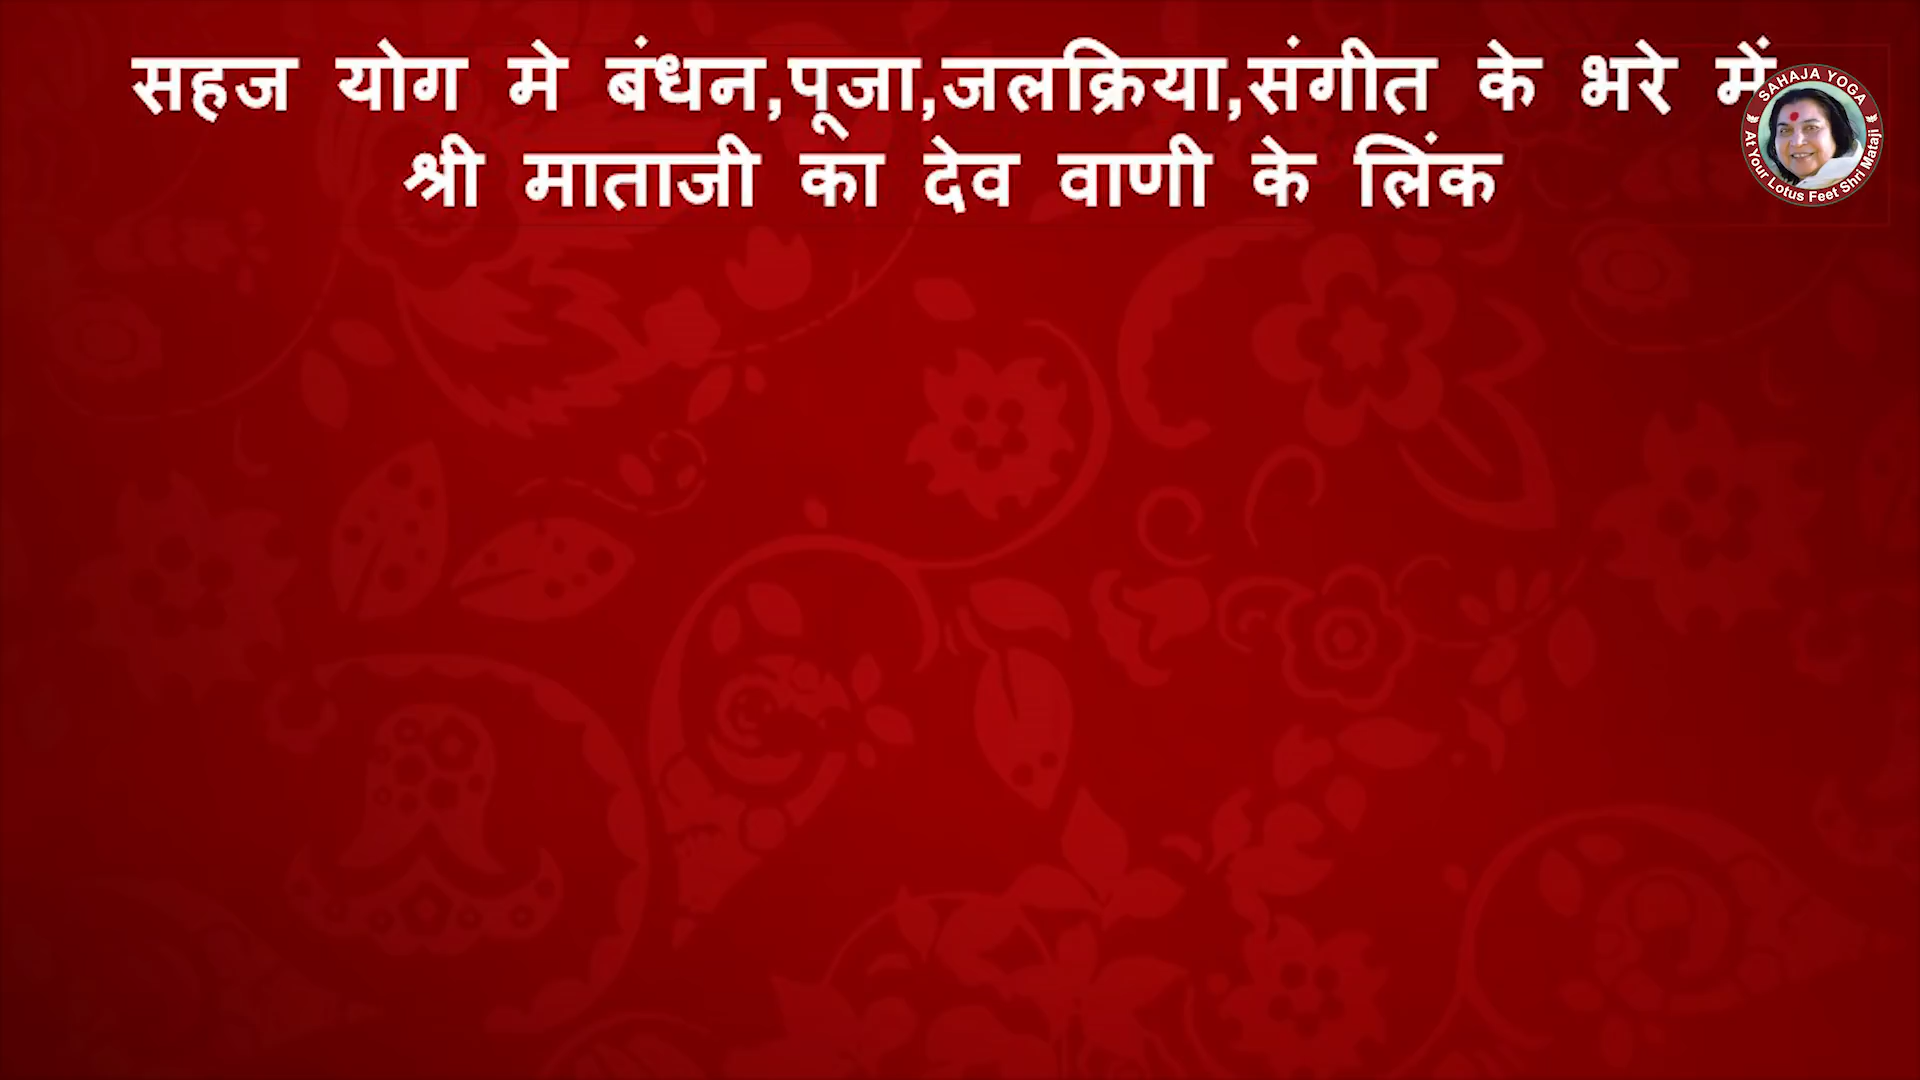 सहज योग मे बंधन,पूजा,जलक्रिया,संगीत के भरे में
श्री माताजी का देव वाणी के लिंक
SAHAJA YOGA
At Your Lotus Feet Shri Mataji